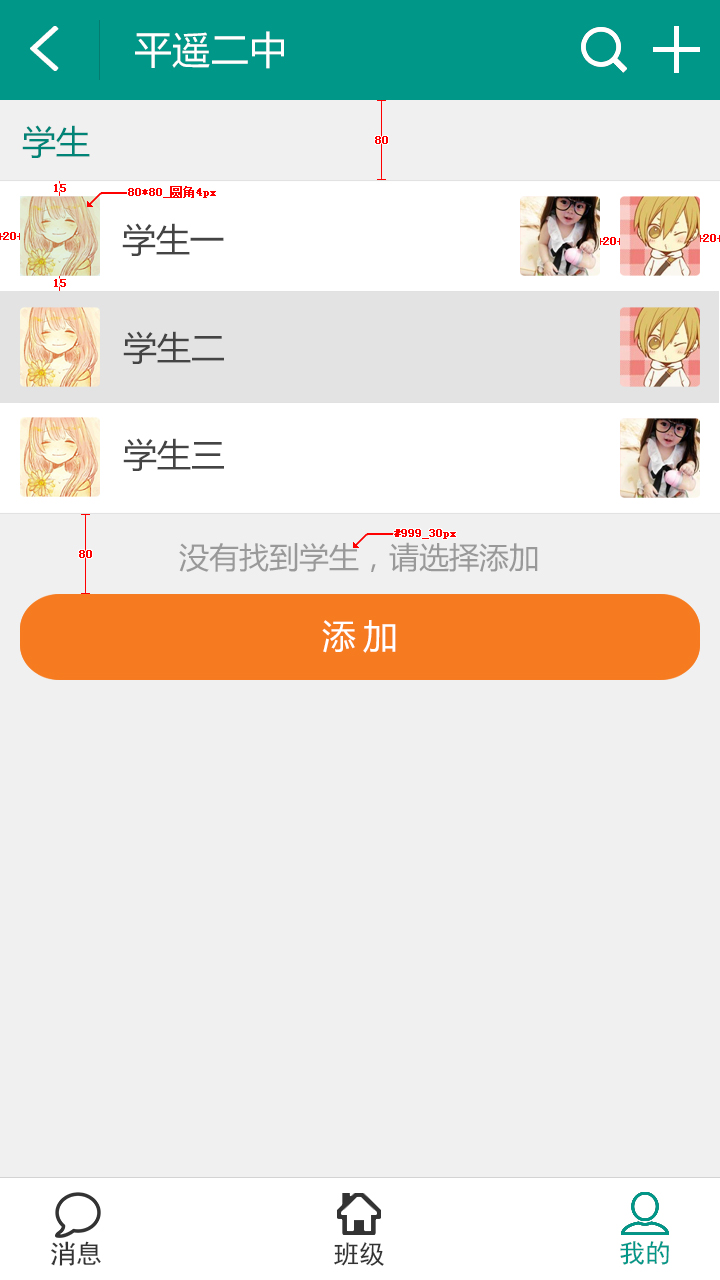 平遥二中
学生
80
15
80*80_圆角4px
20
学生一
20
20
15
学生二
学生三
80
#999_30px
没有找到学生，请选择添加
添加
消息
班级
我的